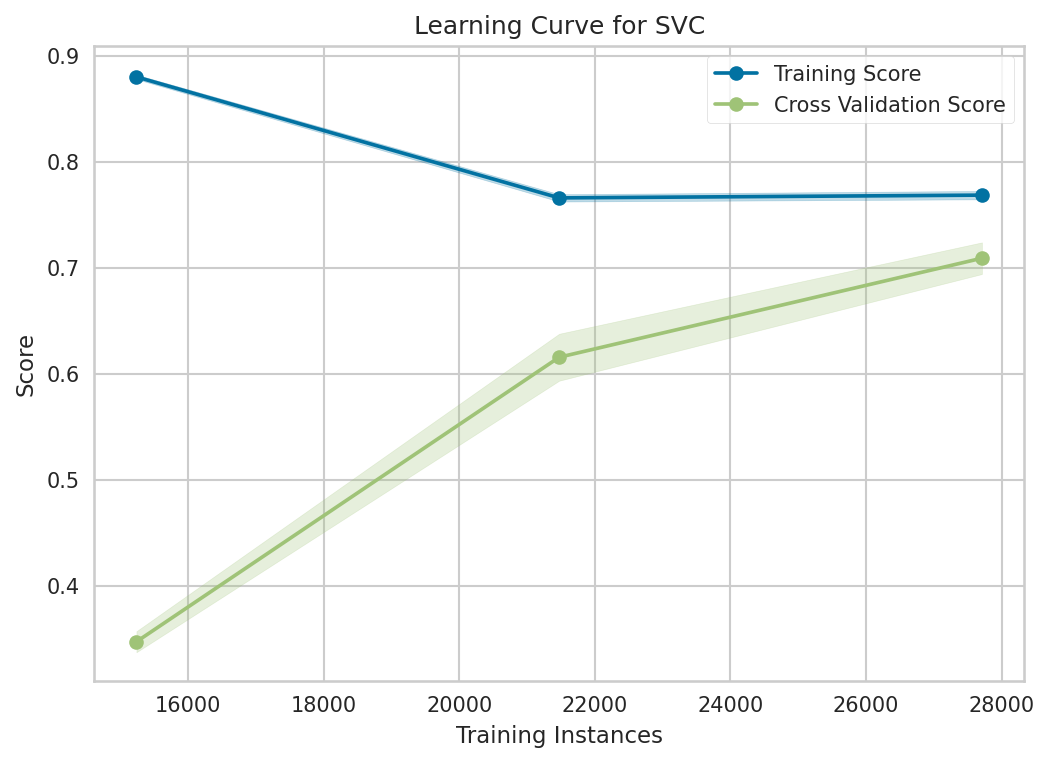 Learning Curve for SVC
Training Score
Cross Validation Score
0.9
0.8
0.7
0.6
0.5
0.4
Score
16000 18000 20000 22000 24000 26000 28000
Training Instances